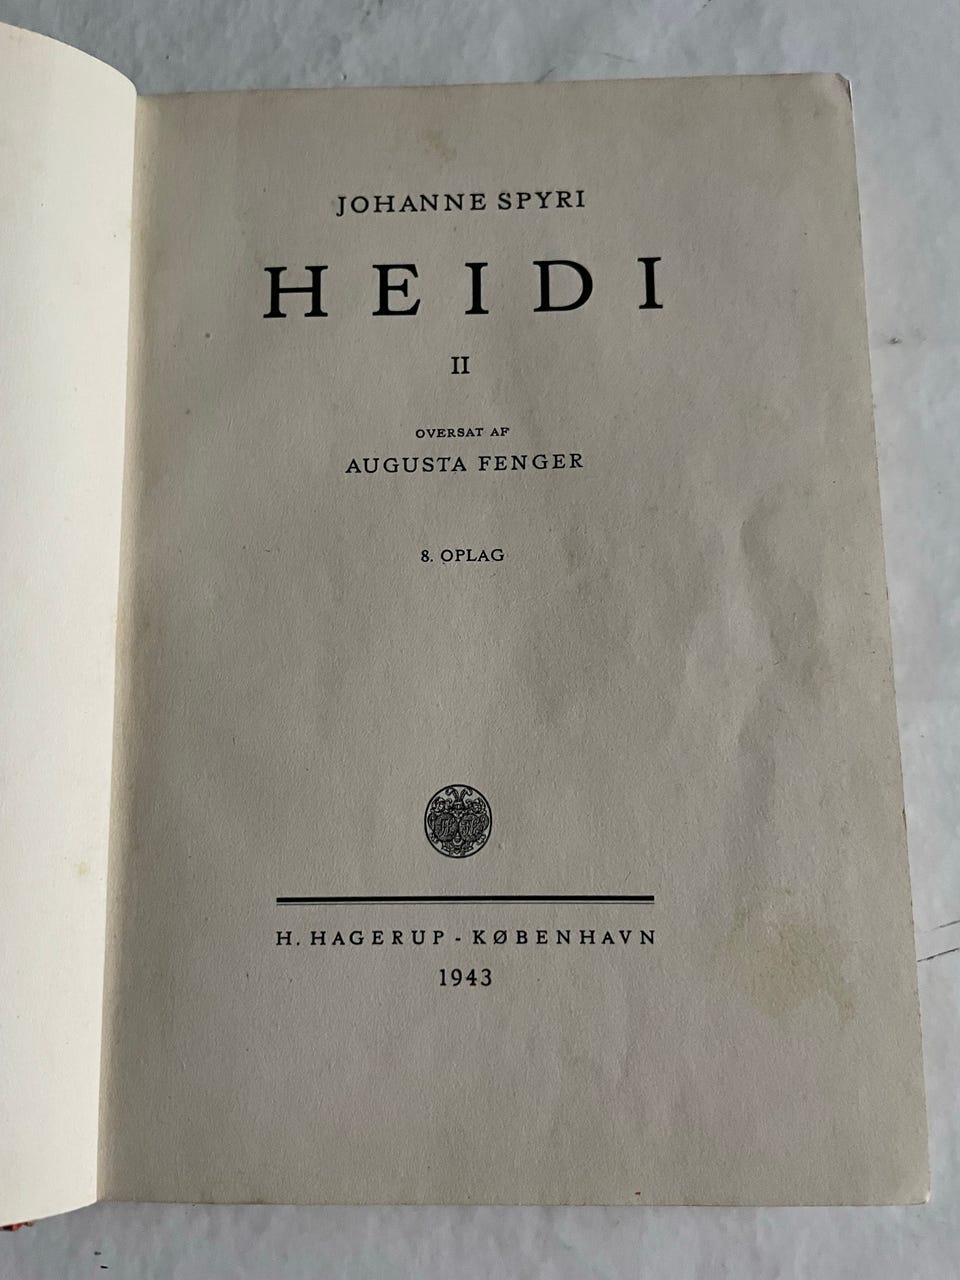 JOHANNE SPYRI
HEIDI
II
OVERSAT AF
AUGUSTA FENGER
8. OPLAG
H. HAGERUP - KØBENHAVN
1943